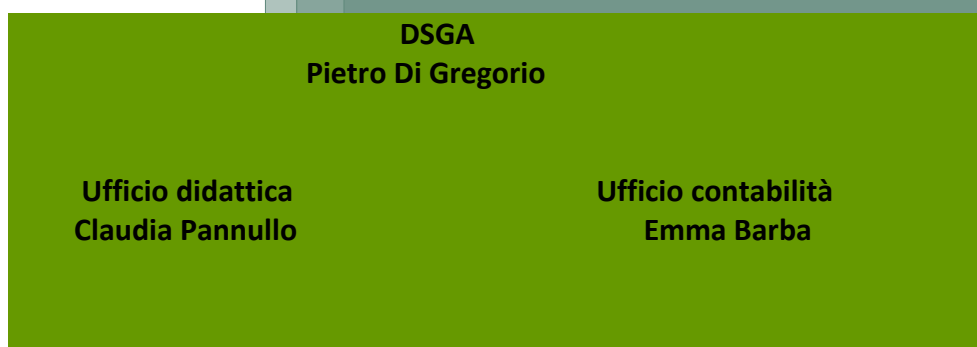 DSGA
Pietro Di Gregorio
Ufficio didattica
Claudia Pannullo
Ufficio contabilità
Emma Barba